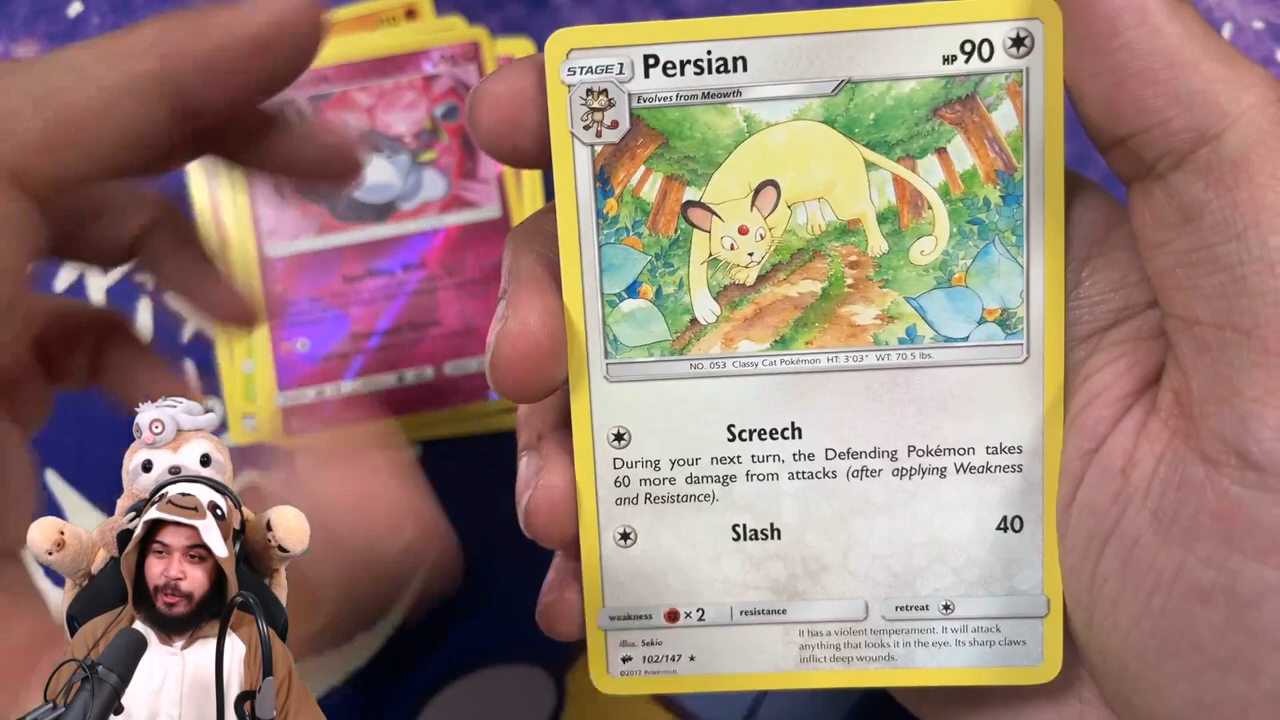 STAGE1 Persian HP90
Evolves from Meowth
NO. 053 Classy Cat Pokémon HT: 3'03" WT: 70.5 lbs.
Screech
During your next turn, the Defending Pokémon takes
60 more damage from attacks (after applying Weakness
and Resistance).
Slash 40
weakness ×2 resistance retreat
It has a violent temperament. It will attack
anything that looks it in the eye. Its sharp claws
inflict deep wounds.
illus. Sekio
102/147 ★
©2017 Pokémon